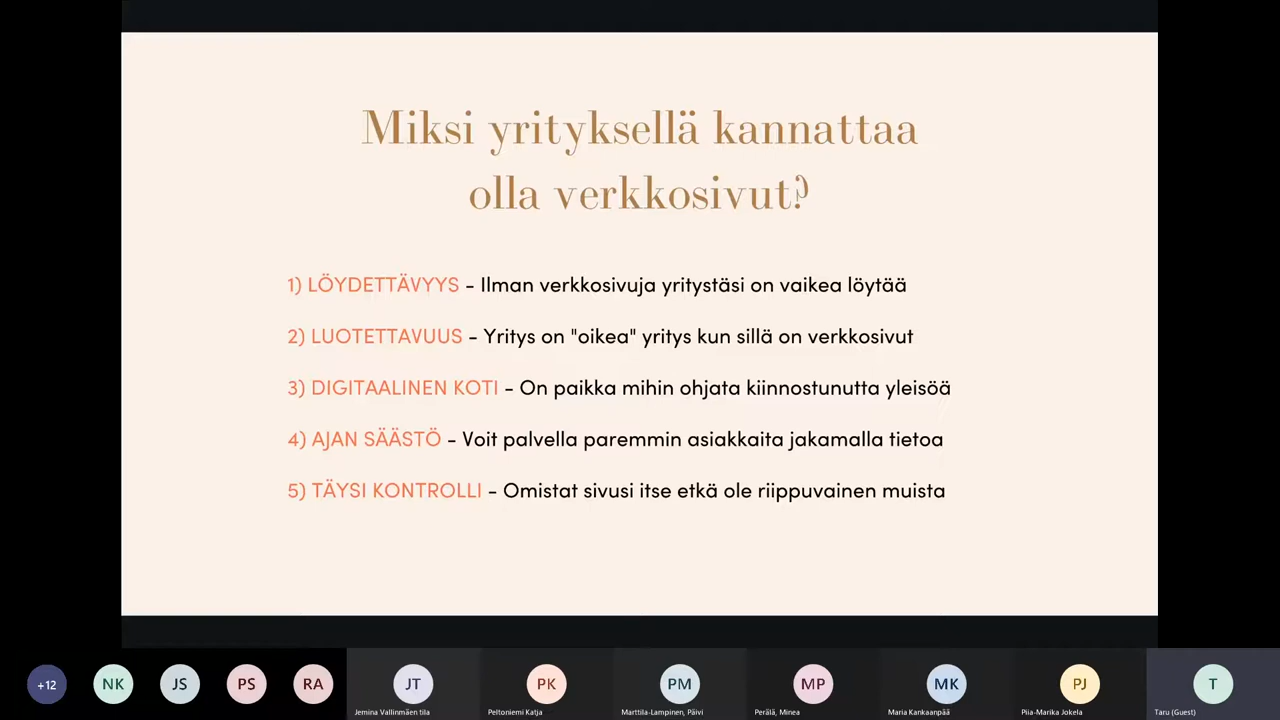 Miksi yrityksellä kannattaa
olla verkkosivut?
1) LÖYDETTÄVYYS - Ilman verkkosivuja yritystäsi on vaikea löytää
2) LUOTETTAVUUS - Yritys on "oikea" yritys kun sillä on verkkosivut
3) DIGITAALINEN KOTI - On paikka mihin ohjata kiinnostunutta yleisöä
4) AJAN SÄÄSTÖ - Voit palvella paremmin asiakkaita jakamalla tietoa
5) TÄYSI KONTROLLI - Omistat sivusi itse etkä ole riippuvainen muista
+12 NK JS PS RA JT PK PM MP MK PJ T
Jemina Vallinmäen tila Peltoniemi Katja Marttila-Lampinen, Päivi Perälä, Minea Maria Kankaanpää Piia-Marika Jokela Taru (Guest)